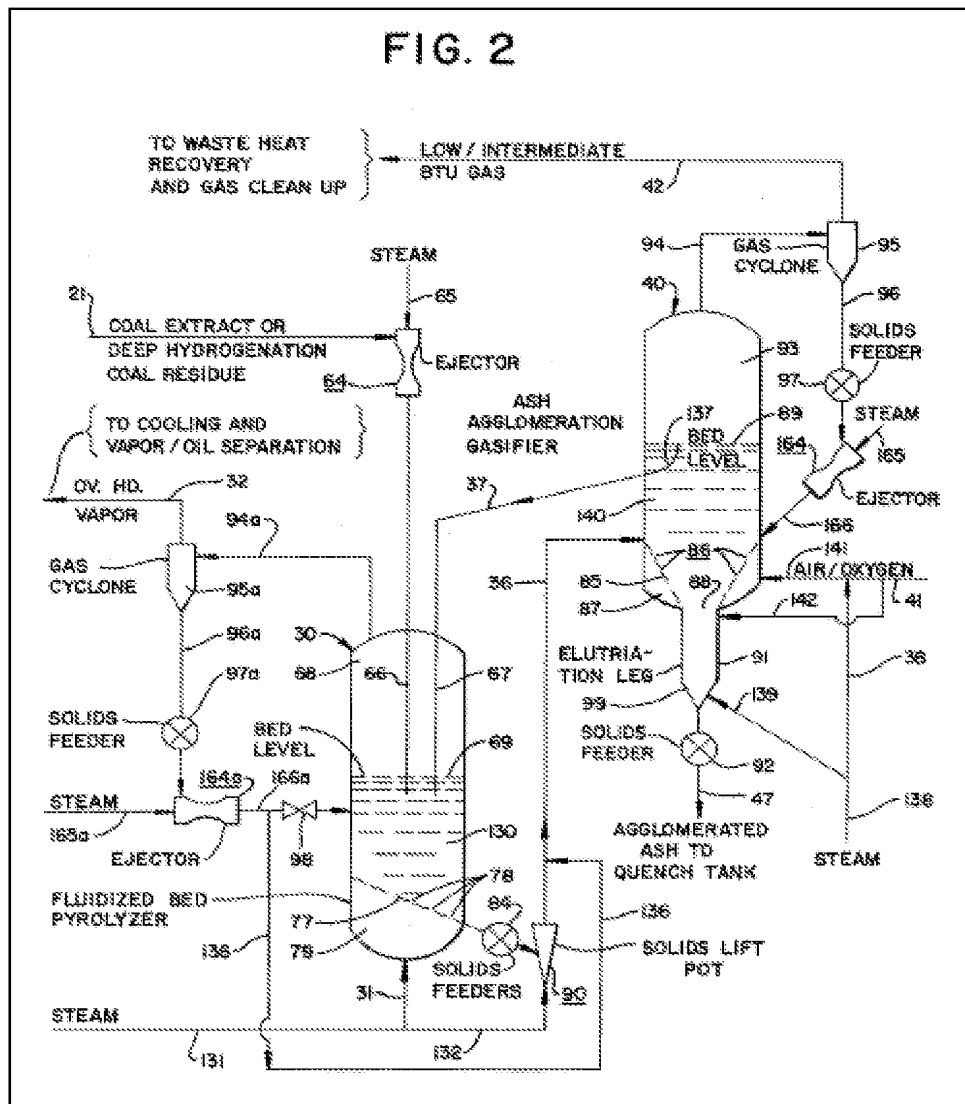 FIG. 2
TO WASTE HEAT
RECOVERY
AND GAS CLEAN UP
LOW / INTERMEDIATE
BTU GAS
42
94
GAS
CYCLONE
95
STEAM
65
40
96
21
COAL EXTRACT OR
DEEP HYDROGENATION
COAL RESIDUE
EJECTOR
64
93
SOLIDS
FEEDER
97
ASH
AGGLOMERATION
GASIFIER
137
89
BED
LEVEL
STEAM
164
165
EJECTOR
TO COOLING AND
VAPOR / OIL SEPARATION
OV. HD.
VAPOR
32
37
140
166
94a
86
141
AIR/OXYGEN
36
85
88
87
142
41
GAS
CYCLONE
95a
30
68
66
67
ELUTRIA-
TION LEG
91
38
96a
99
139
97a
SOLIDS
FEEDER
BED
LEVEL
69
SOLIDS
FEEDER
92
164a
166a
47
138
STEAM
165a
EJECTOR
98
130
AGGLOMERATED
ASH TO
QUENCH TANK
STEAM
FLUIDIZED BED
PYROLYZER
78
77
84
136
136
79
SOLIDS LIFT
POT
SOLIDS
FEEDERS
90
31
STEAM
131
132